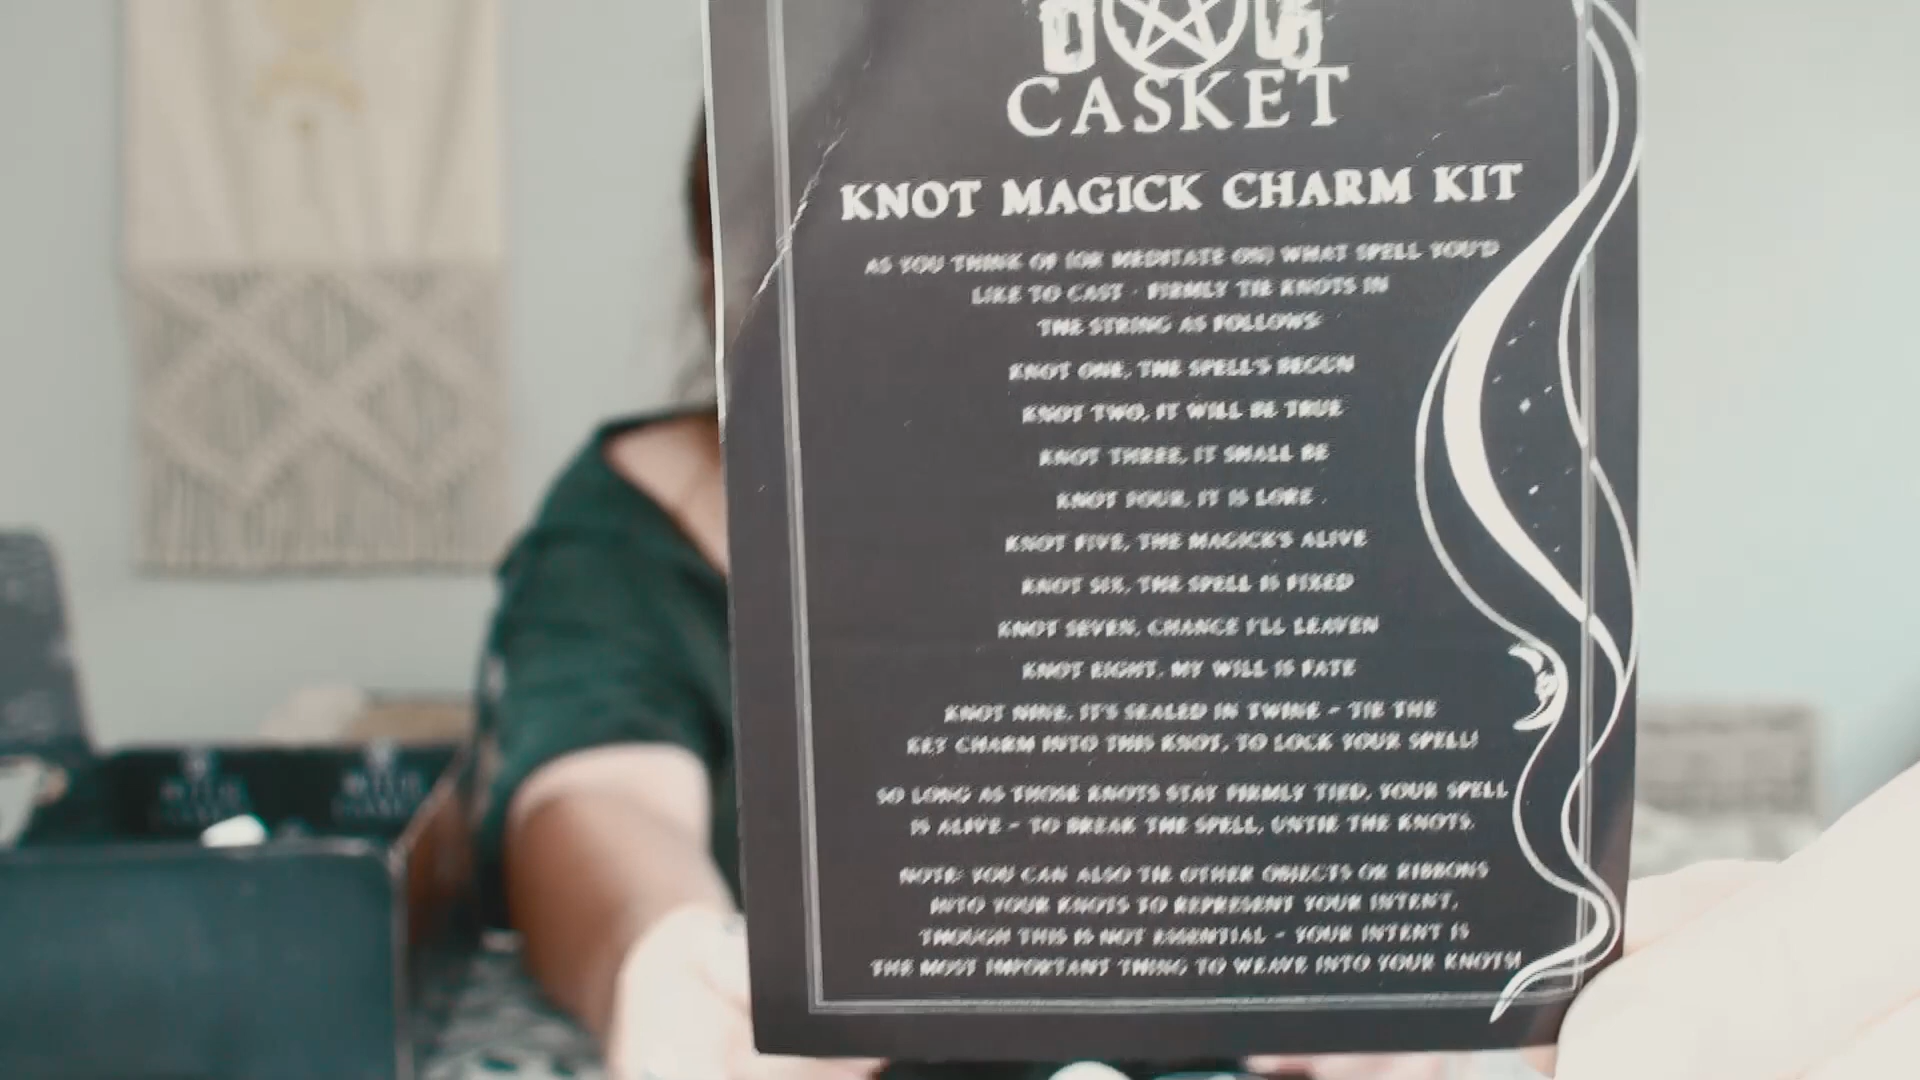 CASKET
KNOT MAGICK CHARM KIT
AS YOU THINK OF (OR MEDITATE ON) WHAT SPELL YOU'D
LIKE TO CAST - FIRMLY TIE KNOTS IN
THE STRING AS FOLLOWS:
KNOT ONE, THE SPELL'S BEGUN
KNOT TWO, IT WILL BE TRUE
KNOT THREE, IT SHALL BE
KNOT FOUR, IT IS LORE
KNOT FIVE, THE MAGICK'S ALIVE
KNOT SIX, THE SPELL IS FIXED
KNOT SEVEN, CHANCE I'LL LEAVEN
KNOT EIGHT, MY WILL IS FATE
KNOT NINE, IT'S SEALED IN TWINE - TIE THE
KEY CHARM INTO THIS KNOT, TO LOCK YOUR SPELL!
SO LONG AS THOSE KNOTS STAY FIRMLY TIED, YOUR SPELL
IS ALIVE - TO BREAK THE SPELL, UNTIE THE KNOTS.
NOTE: YOU CAN ALSO TIE OTHER OBJECTS OR RIBBONS
INTO YOUR KNOTS TO REPRESENT YOUR INTENT,
THOUGH THIS IS NOT ESSENTIAL - YOUR INTENT IS
THE MOST IMPORTANT THING TO WEAVE INTO YOUR KNOTS!